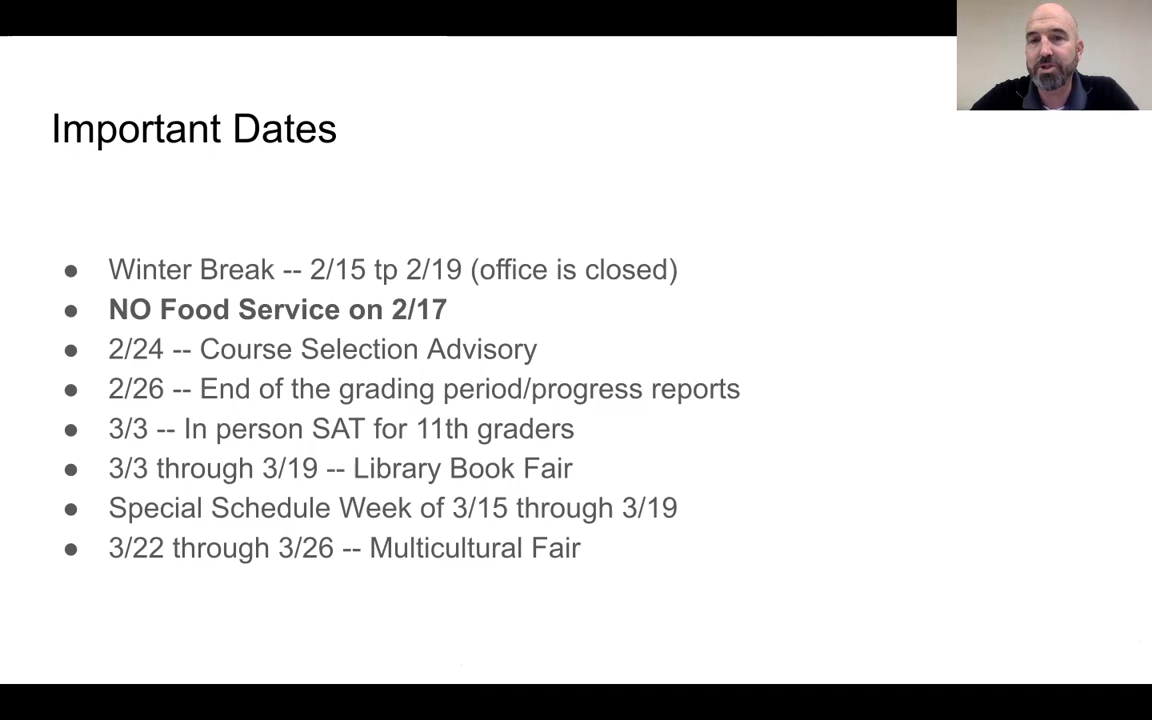 Important Dates
● Winter Break -- 2/15 tp 2/19 (office is closed)
● NO Food Service on 2/17
● 2/24 -- Course Selection Advisory
● 2/26 -- End of the grading period/progress reports
● 3/3 -- In person SAT for 11th graders
● 3/3 through 3/19 -- Library Book Fair
● Special Schedule Week of 3/15 through 3/19
● 3/22 through 3/26 -- Multicultural Fair